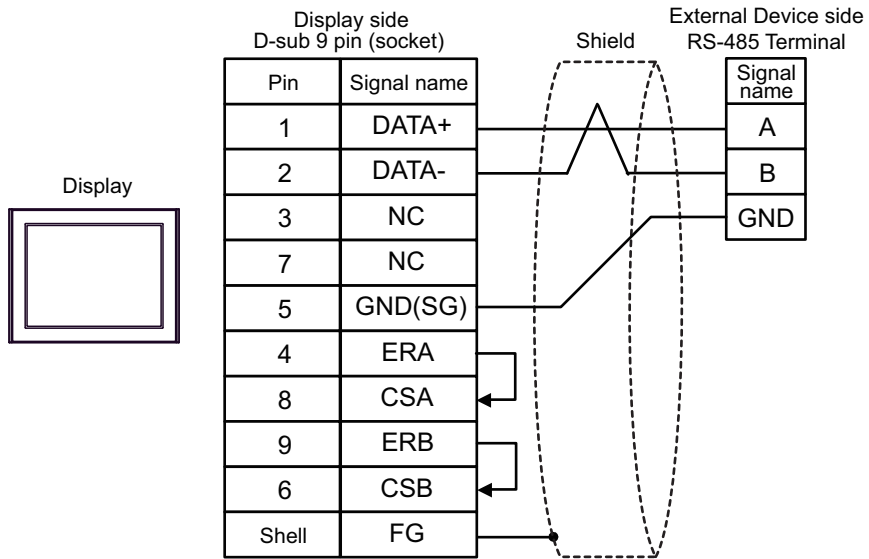 Display side
D-sub 9 pin (socket)
Shield
External Device side
RS-485 Terminal
Pin
Signal name
Signal
name
1
DATA+
A
2
DATA-
B
Display
3
NC
GND
7
NC
5
GND(SG)
4
ERA
8
CSA
9
ERB
6
CSB
Shell
FG